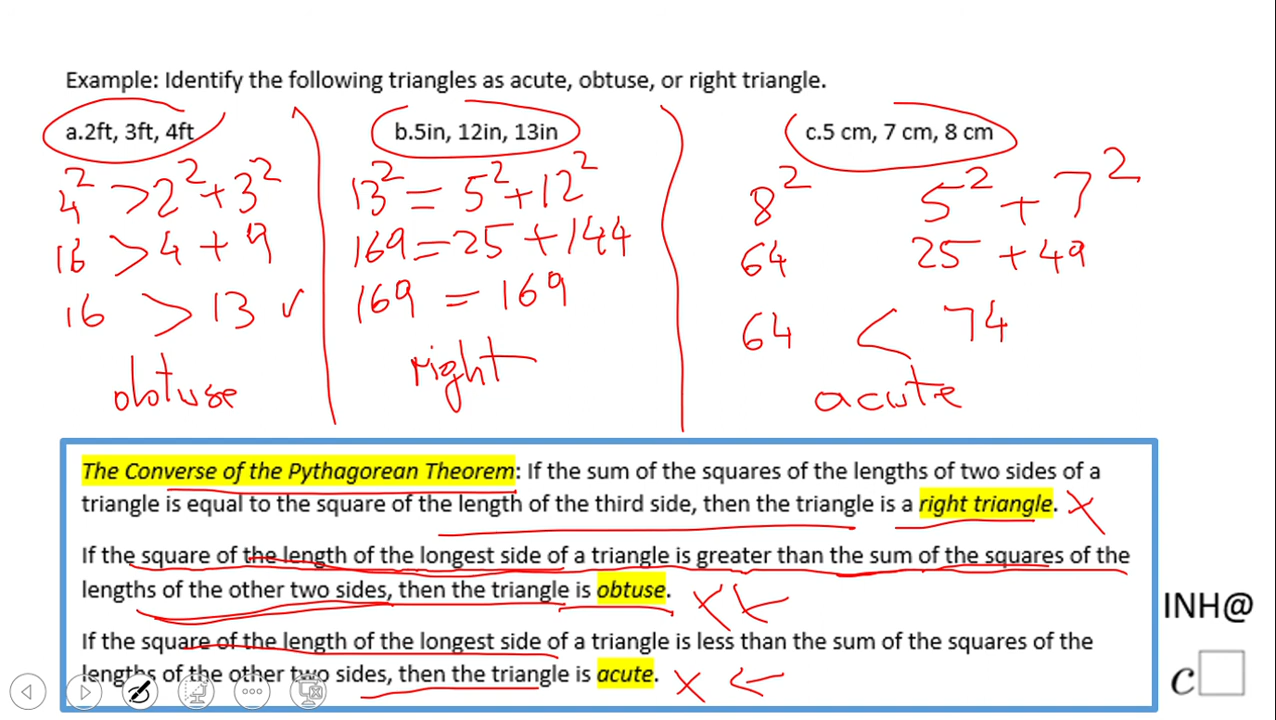 Example: Identify the following triangles as acute, obtuse, or right triangle.
a.2ft, 3ft, 4ft
4² > 2² + 3²
16 > 4 + 9
16 > 13 ✓
obtuse
b.5in, 12in, 13in
13² = 5² + 12²
169 = 25 + 144
169 = 169
right
c.5 cm, 7 cm, 8 cm
8² 5² + 7²
64 25 + 49
64 < 74
acute
The Converse of the Pythagorean Theorem: If the sum of the squares of the lengths of two sides of a
triangle is equal to the square of the length of the third side, then the triangle is a right triangle. X
If the square of the length of the longest side of a triangle is greater than the sum of the squares of the
lengths of the other two sides, then the triangle is obtuse. X ←
If the square of the length of the longest side of a triangle is less than the sum of the squares of the
lengths of the other two sides, then the triangle is acute. X ←
INH@
c